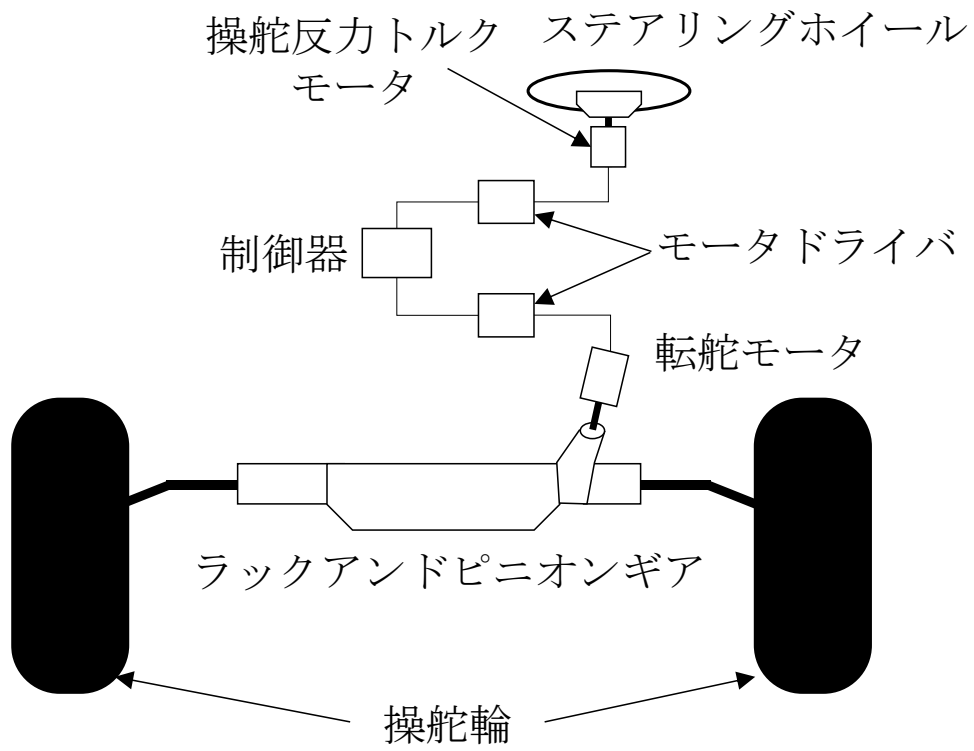 操舵反力トルク
モータ
ステアリングホイール
制御器
モータドライバ
転舵モータ
ラックアンドピニオンギア
操舵輪